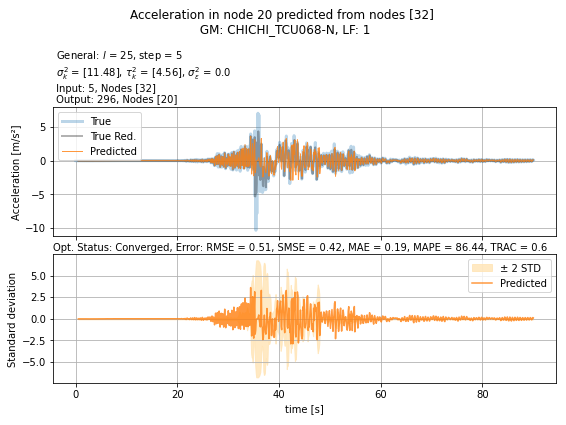 Acceleration in node 20 predicted from nodes [32]
GM: CHICHI_TCU068-N, LF: 1
General: l = 25, step = 5
σ²ₖ = [11.48], τ²ₖ = [4.56], σ²ε = 0.0
Input: 5, Nodes [32]
Output: 296, Nodes [20]
True
True Red.
Predicted
Acceleration [m/s²]
5
0
−5
−10
Opt. Status: Converged, Error: RMSE = 0.51, SMSE = 0.42, MAE = 0.19, MAPE = 86.44, TRAC = 0.6
± 2 STD
Predicted
Standard deviation
5.0
2.5
0.0
−2.5
−5.0
0 20 40 60 80
time [s]